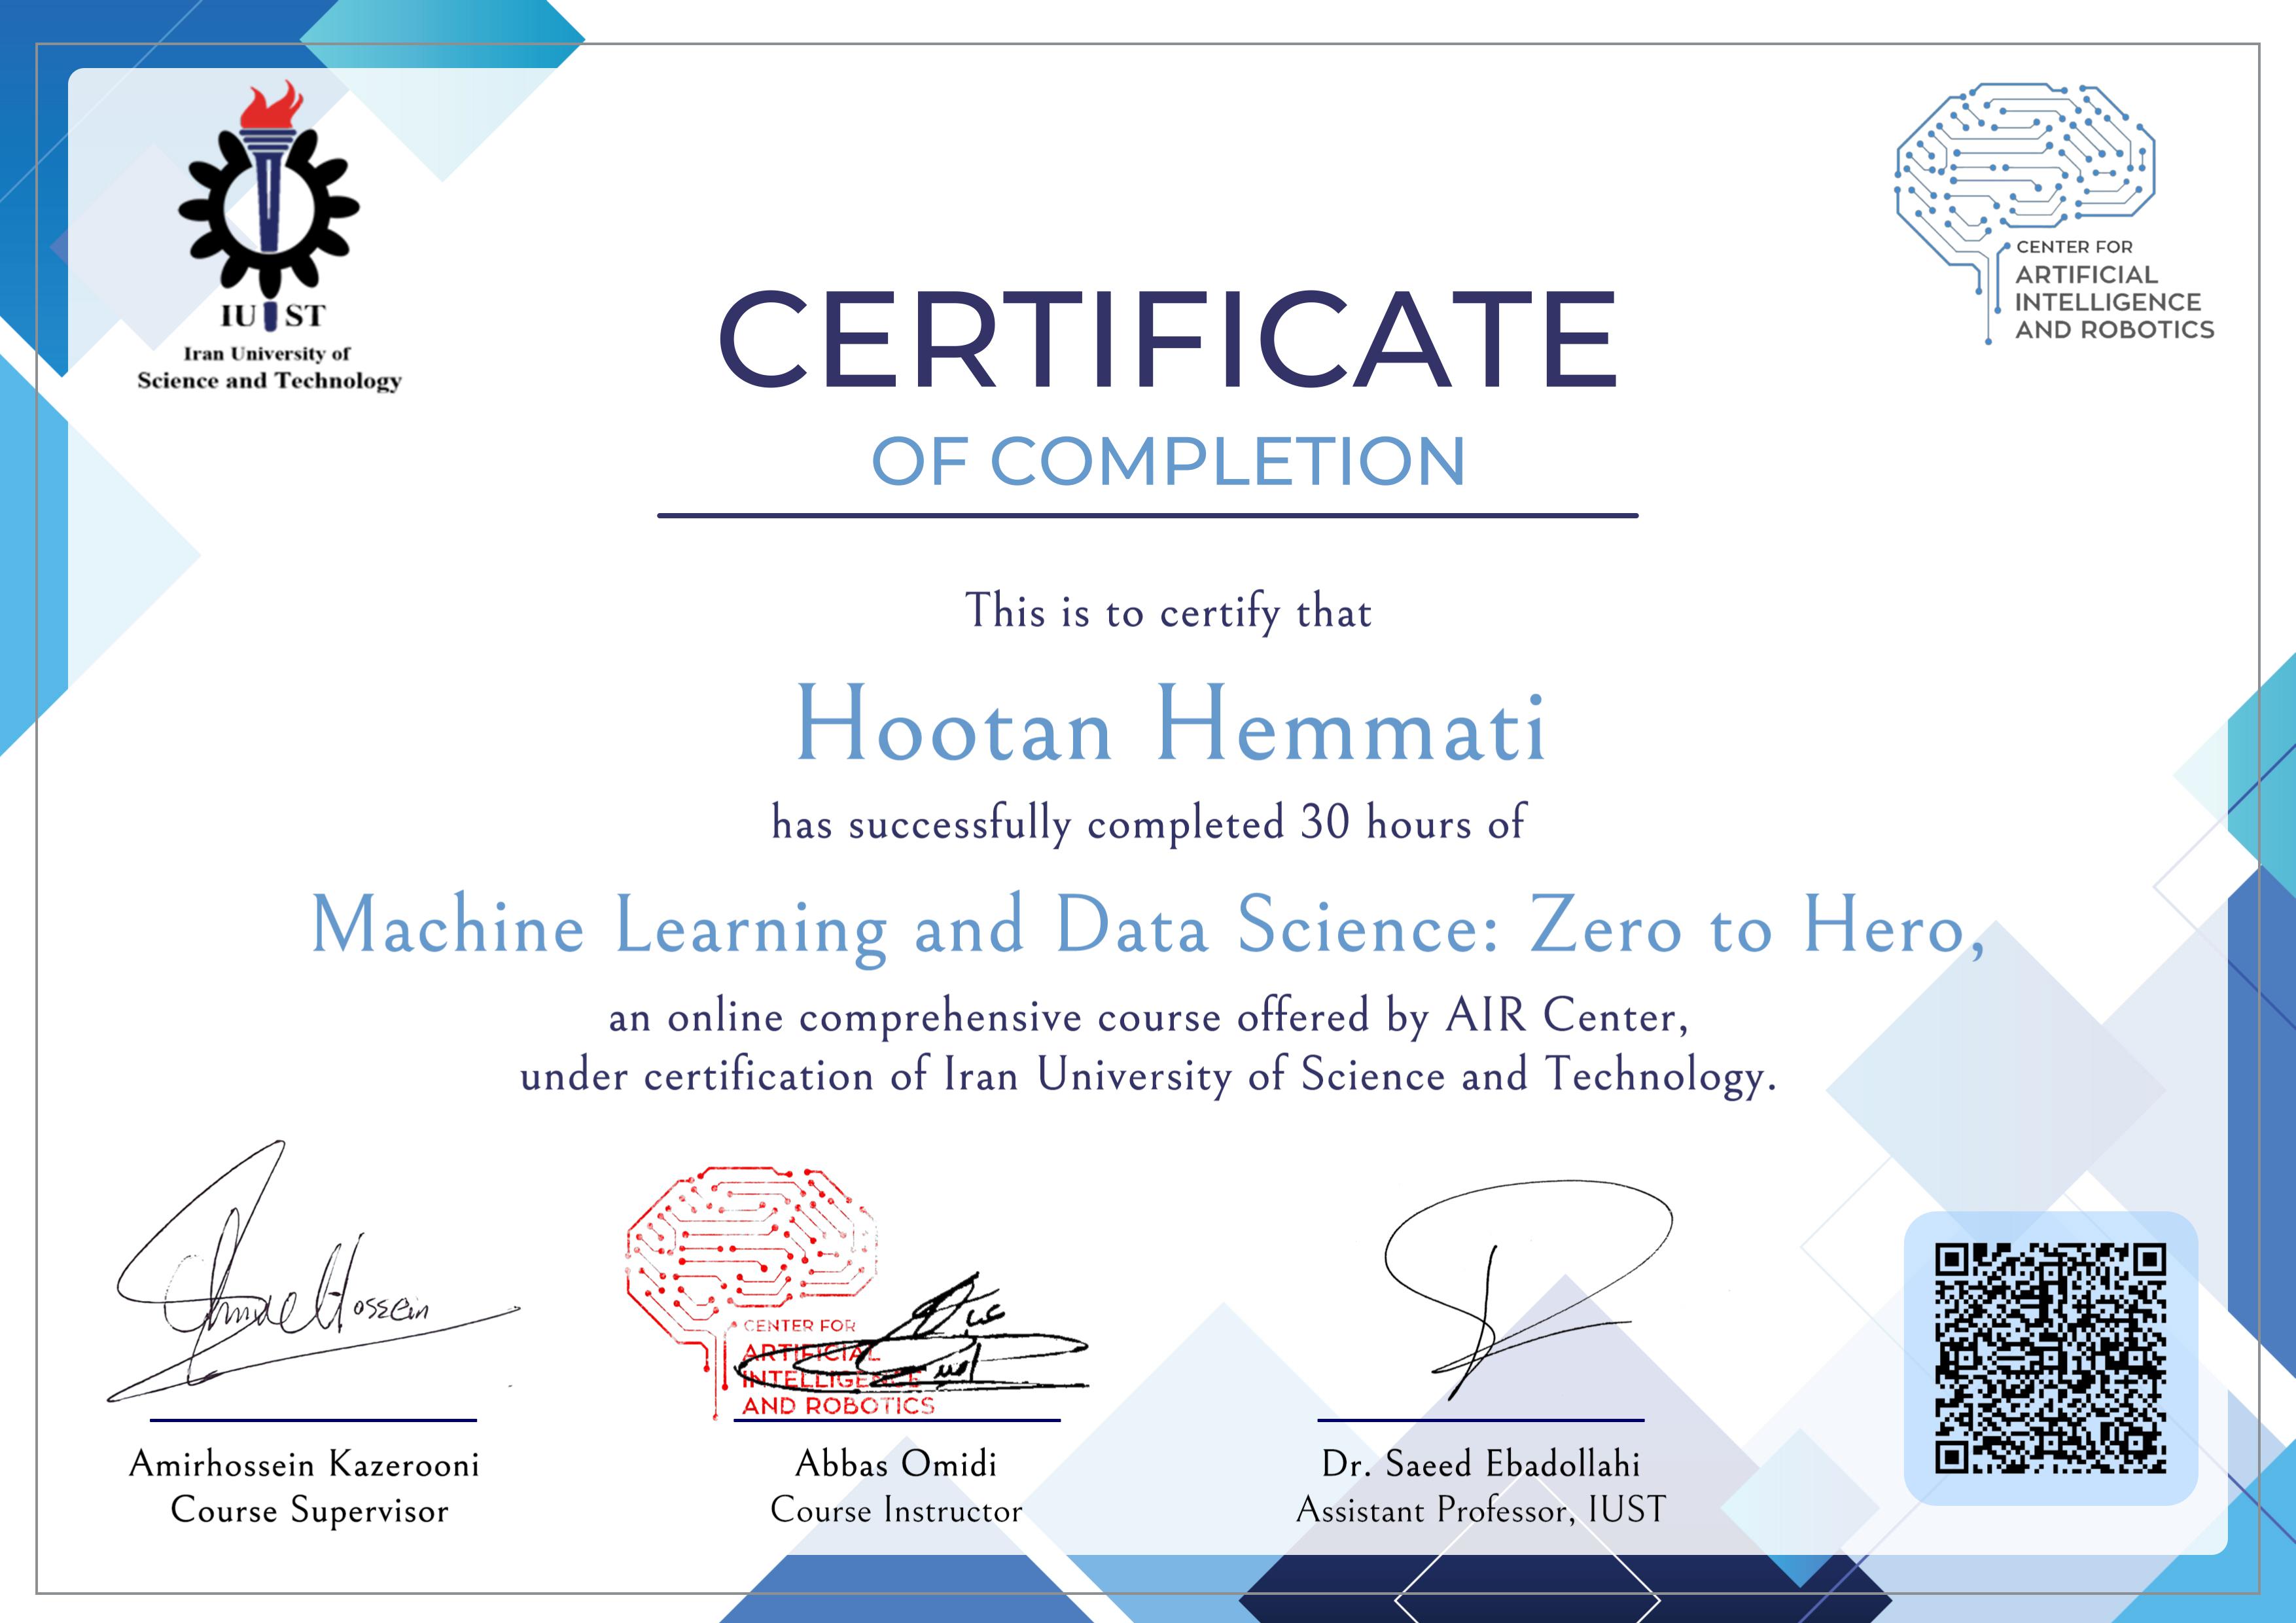 IUST
Iran University of
Science and Technology
CENTER FOR
ARTIFICIAL
INTELLIGENCE
AND ROBOTICS
CERTIFICATE
OF COMPLETION
This is to certify that
Hootan Hemmati
has successfully completed 30 hours of
Machine Learning and Data Science: Zero to Hero,
an online comprehensive course offered by AIR Center,
under certification of Iran University of Science and Technology.
CENTER FOR
ARTIFICIAL
INTELLIGENCE
AND ROBOTICS
Amirhossein Kazerooni
Course Supervisor
Abbas Omidi
Course Instructor
Dr. Saeed Ebadollahi
Assistant Professor, IUST